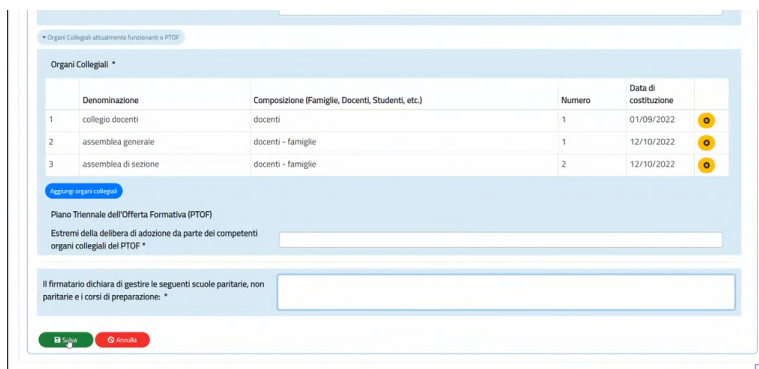 Organi Collegiali attualmente funzionanti e PTOF
Organi Collegiali *
Denominazione Composizione (Famiglie, Docenti, Studenti, etc.) Numero Data di costituzione
1 collegio docenti docenti 1 01/09/2022
2 assemblea generale docenti - famiglie 1 12/10/2022
3 assemblea di sezione docenti - famiglie 2 12/10/2022
Aggiungi organi collegiali
Piano Triennale dell'Offerta Formativa (PTOF)
Estremi della delibera di adozione da parte dei competenti
organi collegiali del PTOF *
Il firmatario dichiara di gestire le seguenti scuole paritarie, non
paritarie e i corsi di preparazione: *
Salva Annulla